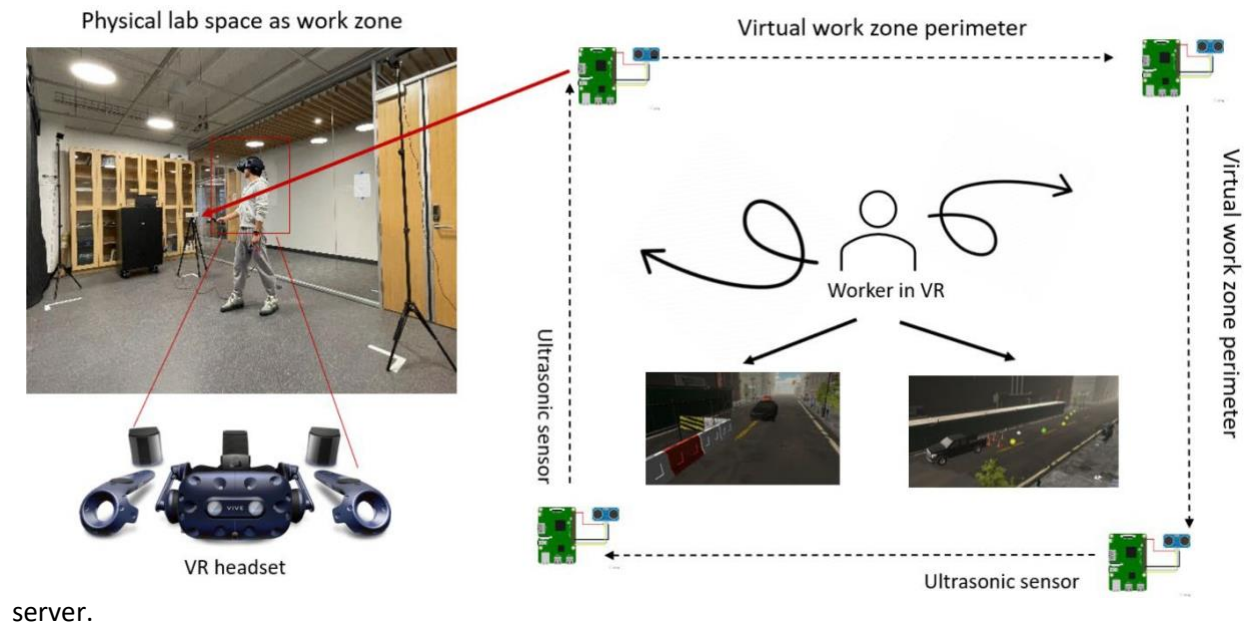 Physical lab space as work zone
Virtual work zone perimeter
Virtual work zone perimeter
Worker in VR
Ultrasonic sensor
VIVE
VR headset
Ultrasonic sensor
server.